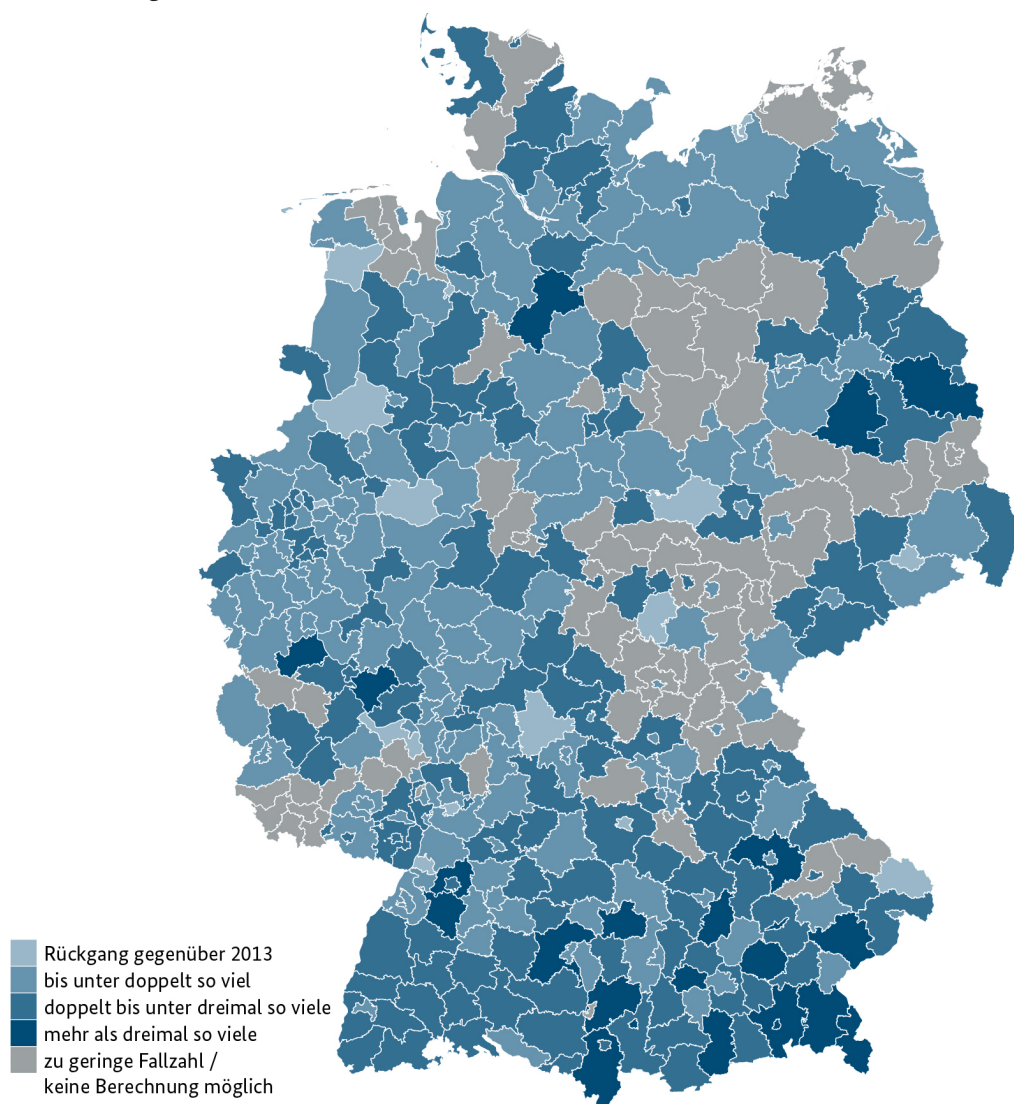 Rückgang gegenüber 2013
bis unter doppelt so viel
doppelt bis unter dreimal so viele
mehr als dreimal so viele
zu geringe Fallzahl /
keine Berechnung möglich